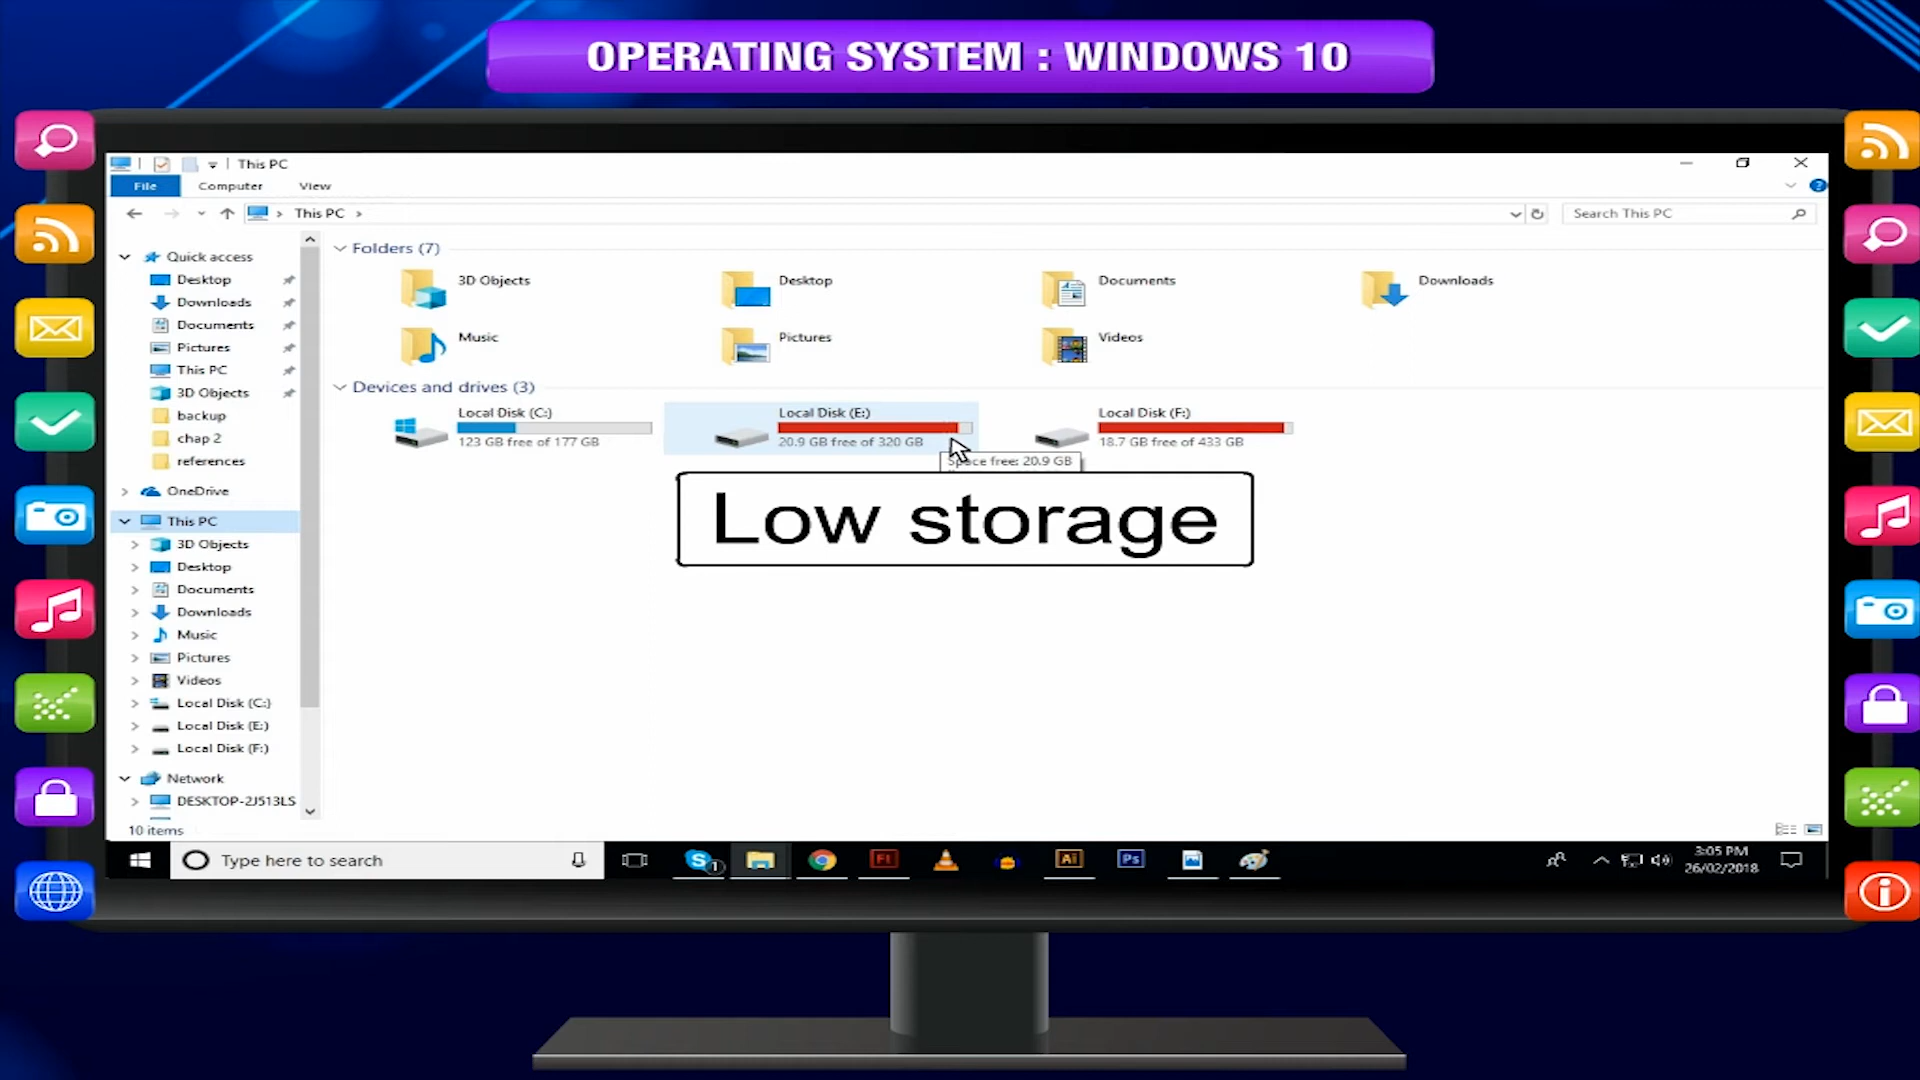 OPERATING SYSTEM : WINDOWS 10
This PC
File
Computer
View
This PC
Search This PC
Quick access
Desktop
Downloads
Documents
Pictures
This PC
3D Objects
backup
chap 2
references
OneDrive
This PC
3D Objects
Desktop
Documents
Downloads
Music
Pictures
Videos
Local Disk (C:)
Local Disk (E:)
Local Disk (F:)
Network
DESKTOP-2J513LS
10 items
Folders (7)
3D Objects
Desktop
Documents
Downloads
Music
Pictures
Videos
Devices and drives (3)
Local Disk (C:)
123 GB free of 177 GB
Local Disk (E:)
20.9 GB free of 320 GB
Local Disk (F:)
18.7 GB free of 433 GB
Space free: 20.9 GB
Low storage
Type here to search
1
Fl
Ai
Ps
3:05 PM
26/02/2018